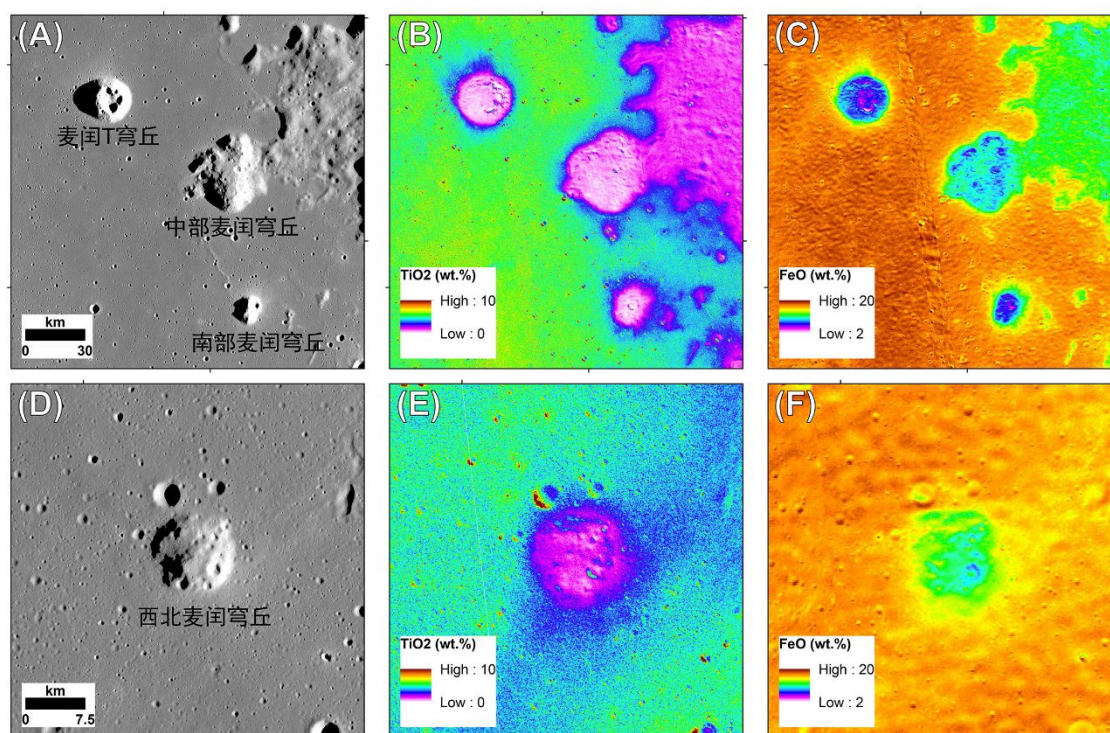 (A)
麦闰T穹丘
中部麦闰穹丘
南部麦闰穹丘
km
0 30
(B)
TiO2 (wt.%)
High : 10
Low : 0
(C)
FeO (wt.%)
High : 20
Low : 2
(D)
西北麦闰穹丘
km
0 7.5
(E)
TiO2 (wt.%)
High : 10
Low : 0
(F)
FeO (wt.%)
High : 20
Low : 2